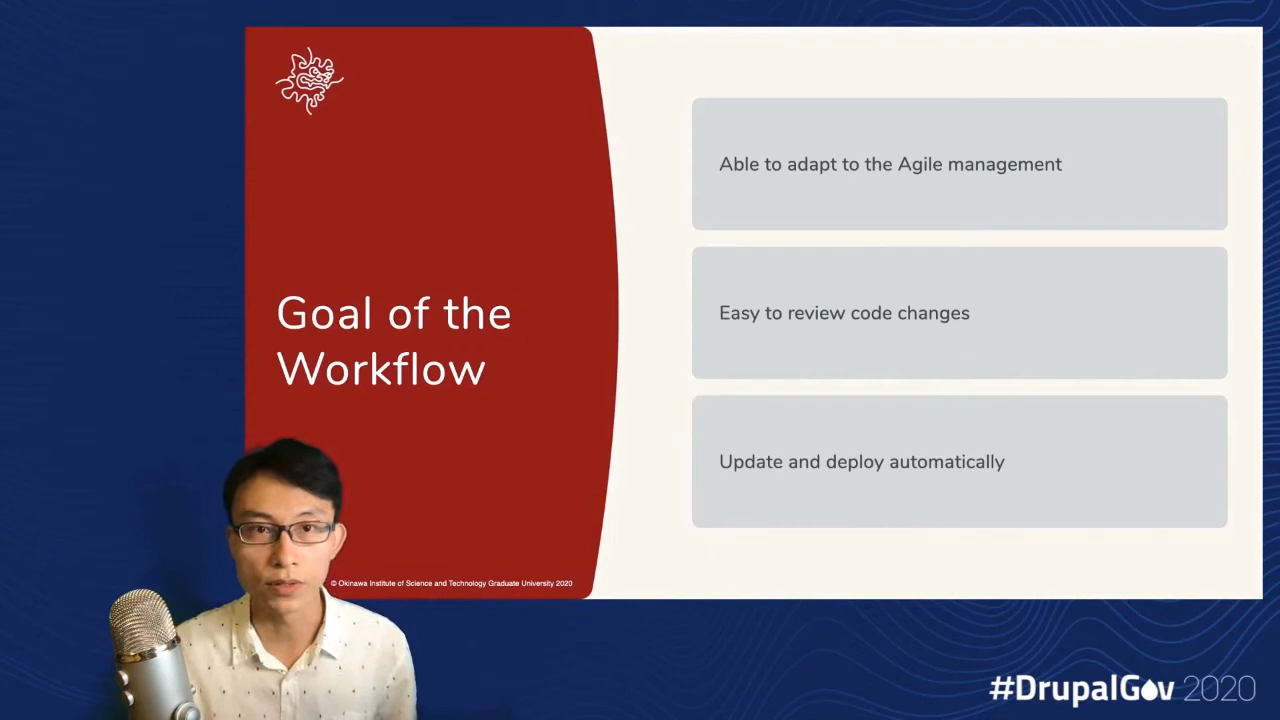 Goal of the
Workflow
Able to adapt to the Agile management
Easy to review code changes
Update and deploy automatically
© Okinawa Institute of Science and Technology Graduate University 2020
#DrupalGov 2020